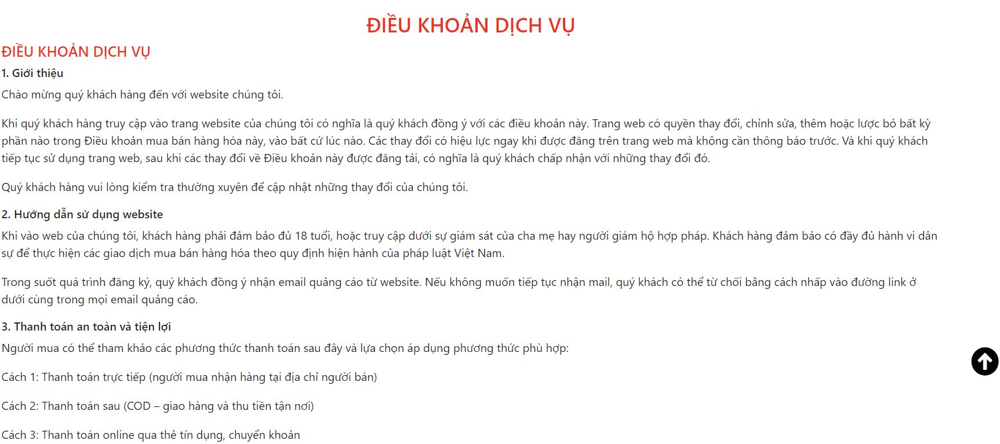 ĐIỀU KHOẢN DỊCH VỤ
ĐIỀU KHOẢN DỊCH VỤ
1. Giới thiệu
Chào mừng quý khách hàng đến với website chúng tôi.
Khi quý khách hàng truy cập vào trang website của chúng tôi có nghĩa là quý khách đồng ý với các điều khoản này. Trang web có quyền thay đổi, chỉnh sửa, thêm hoặc lược bỏ bất kỳ
phần nào trong Điều khoản mua bán hàng hóa này, vào bất cứ lúc nào. Các thay đổi có hiệu lực ngay khi được đăng trên trang web mà không cần thông báo trước. Và khi quý khách
tiếp tục sử dụng trang web, sau khi các thay đổi về Điều khoản này được đăng tải, có nghĩa là quý khách chấp nhận với những thay đổi đó.
Quý khách hàng vui lòng kiểm tra thường xuyên để cập nhật những thay đổi của chúng tôi.
2. Hướng dẫn sử dụng website
Khi vào web của chúng tôi, khách hàng phải đảm bảo đủ 18 tuổi, hoặc truy cập dưới sự giám sát của cha mẹ hay người giám hộ hợp pháp. Khách hàng đảm bảo có đầy đủ hành vi dân
sự để thực hiện các giao dịch mua bán hàng hóa theo quy định hiện hành của pháp luật Việt Nam.
Trong suốt quá trình đăng ký, quý khách đồng ý nhận email quảng cáo từ website. Nếu không muốn tiếp tục nhận mail, quý khách có thể từ chối bằng cách nhấp vào đường link ở
dưới cùng trong mọi email quảng cáo.
3. Thanh toán an toàn và tiện lợi
Người mua có thể tham khảo các phương thức thanh toán sau đây và lựa chọn áp dụng phương thức phù hợp:
Cách 1: Thanh toán trực tiếp (người mua nhận hàng tại địa chỉ người bán)
Cách 2: Thanh toán sau (COD – giao hàng và thu tiền tận nơi)
Cách 3: Thanh toán online qua thẻ tín dụng, chuyển khoản